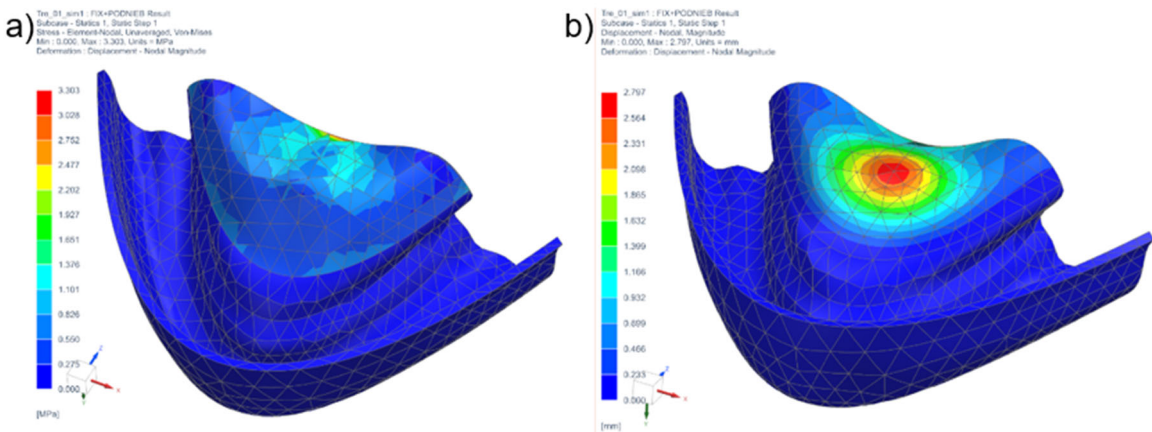 a)
Tre_01_sim1 : FIX+PODNIEB Result
Subcase - Statics 1, Static Step 1
Stress - Element-Nodal, Unaveraged, Von-Mises
Min : 0.000, Max : 3.303, Units = MPa
Deformation : Displacement - Nodal Magnitude
3.303
3.028
2.752
2.477
2.202
1.927
1.651
1.376
1.101
0.826
0.550
0.275
0.000
[MPa]
Z
X
Y
b)
Tre_01_sim1 : FIX+PODNIEB Result
Subcase - Statics 1, Static Step 1
Displacement - Nodal, Magnitude
Min : 0.000, Max : 2.797, Units = mm
Deformation : Displacement - Nodal Magnitude
2.797
2.564
2.331
2.098
1.865
1.632
1.399
1.166
0.932
0.699
0.466
0.233
0.000
[mm]
Z
X
Y